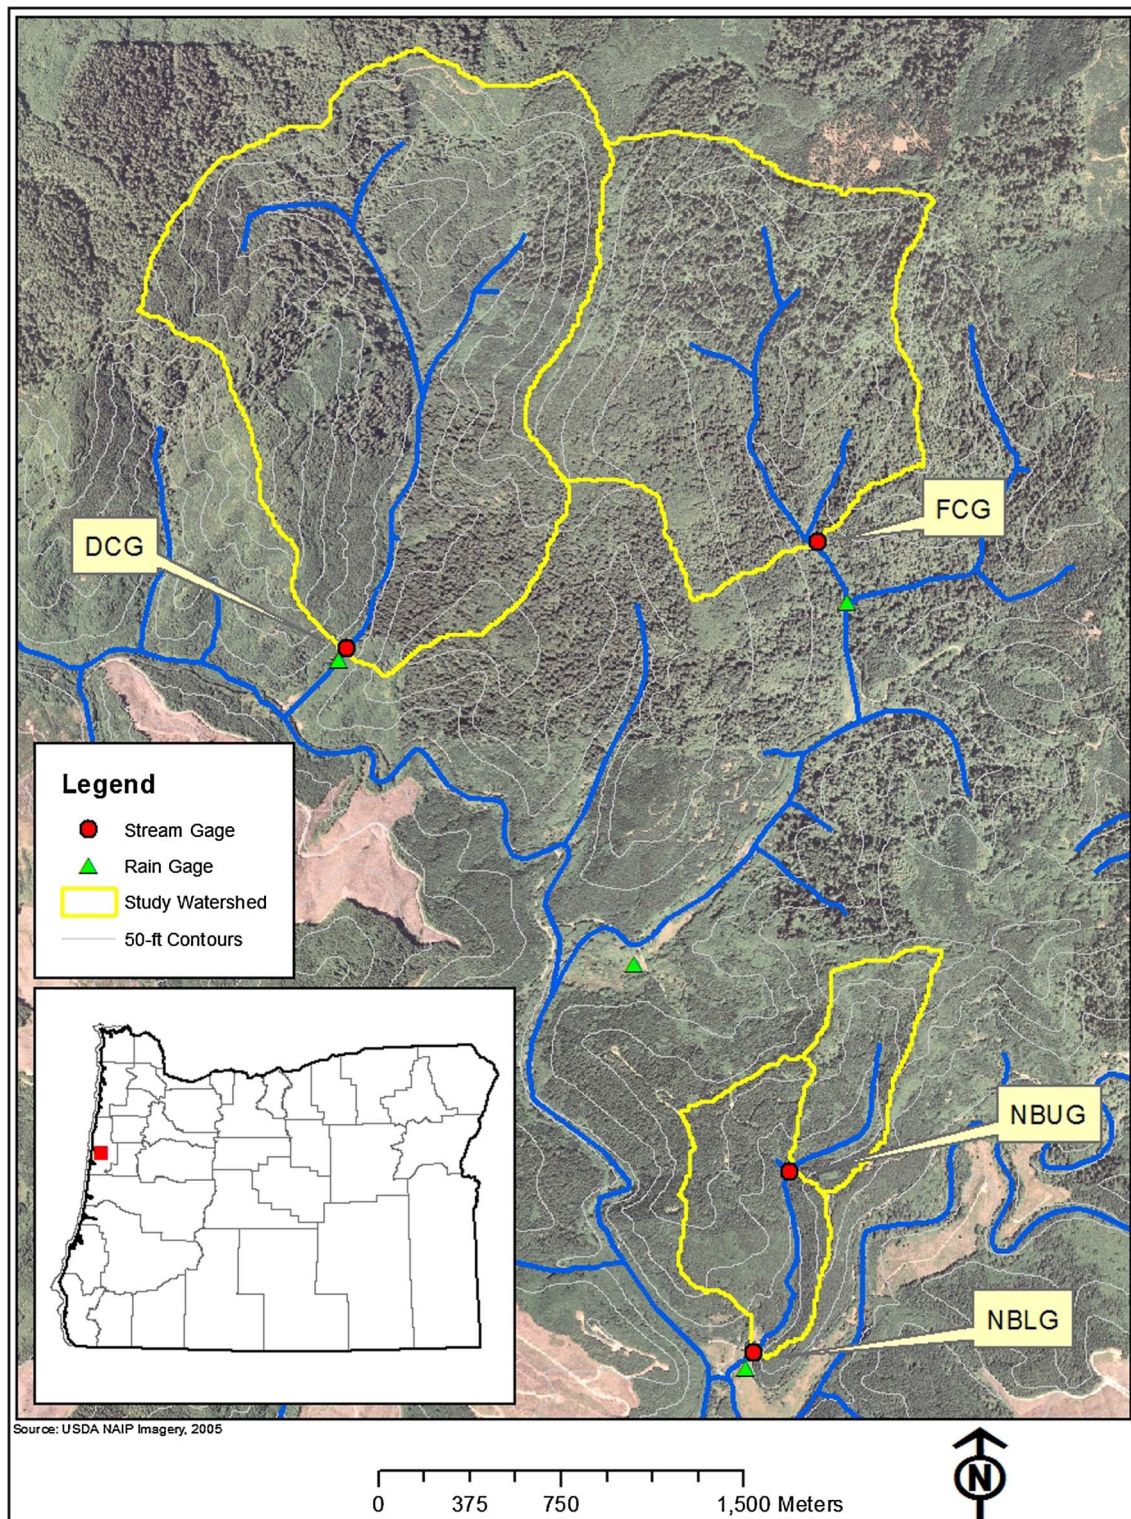 FCG
DCG
Legend
Stream Gage
Rain Gage
Study Watershed
50-ft Contours
NBUG
NBLG
Source: USDA NAIP Imagery, 2005
N
0 375 750 1,500 Meters